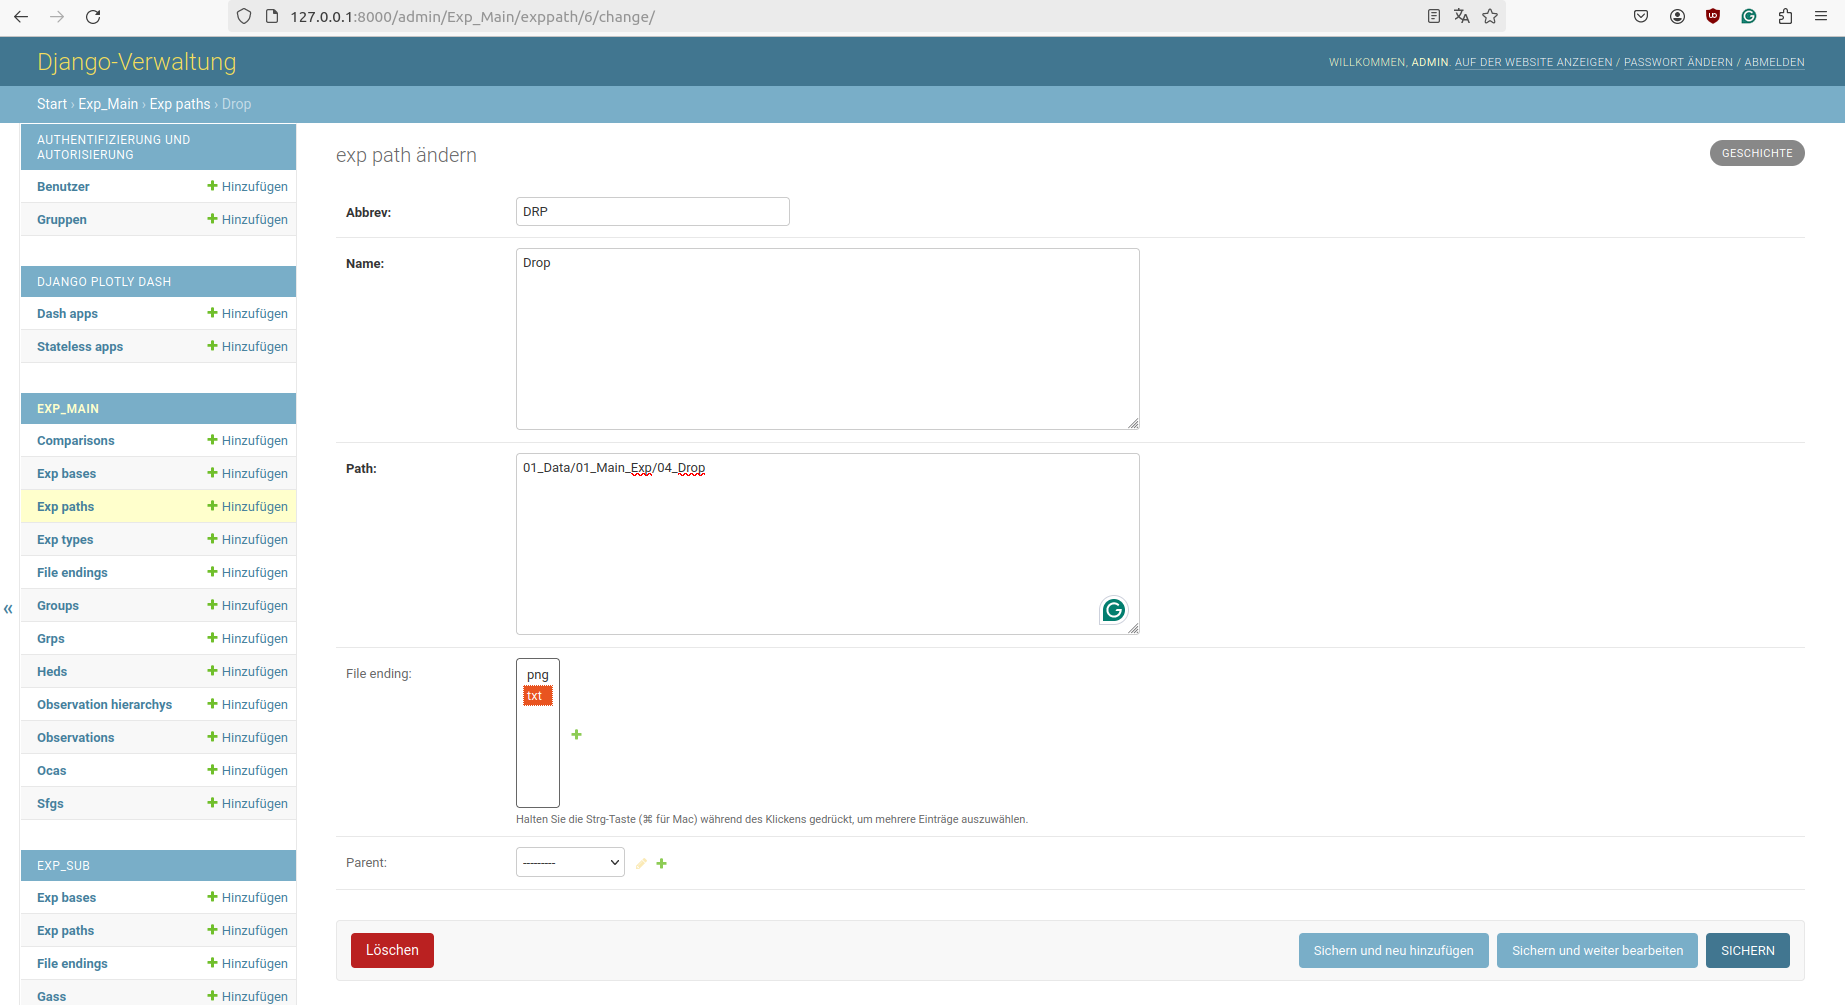 127.0.0.1:8000/admin/Exp_Main/exppath/6/change/
Django-Verwaltung
WILLKOMMEN, ADMIN. AUF DER WEBSITE ANZEIGEN / PASSWORT ÄNDERN / ABMELDEN
Start › Exp_Main › Exp paths › Drop
AUTHENTIFIZIERUNG UND
AUTORISIERUNG
Benutzer Hinzufügen
Gruppen Hinzufügen
DJANGO PLOTLY DASH
Dash apps Hinzufügen
Stateless apps Hinzufügen
EXP_MAIN
Comparisons Hinzufügen
Exp bases Hinzufügen
Exp paths Hinzufügen
Exp types Hinzufügen
File endings Hinzufügen
Groups Hinzufügen
Grps Hinzufügen
Heds Hinzufügen
Observation hierarchys Hinzufügen
Observations Hinzufügen
Ocas Hinzufügen
Sfgs Hinzufügen
EXP_SUB
Exp bases Hinzufügen
Exp paths Hinzufügen
File endings Hinzufügen
Gass Hinzufügen
«
exp path ändern
GESCHICHTE
Abbrev: DRP
Name: Drop
Path: 01_Data/01_Main_Exp/04_Drop
File ending: png
txt
Halten Sie die Strg-Taste (⌘ für Mac) während des Klickens gedrückt, um mehrere Einträge auszuwählen.
Parent: ---------
Löschen
Sichern und neu hinzufügen
Sichern und weiter bearbeiten
SICHERN